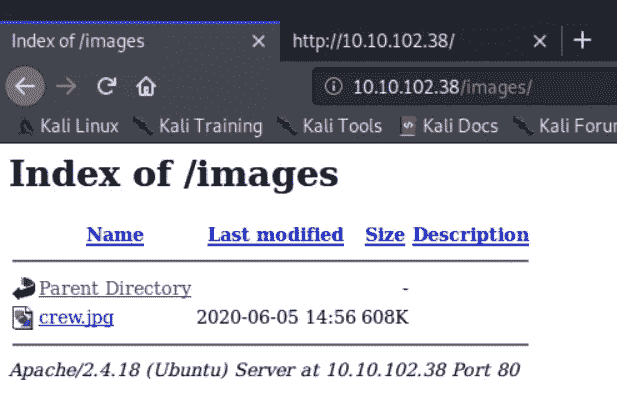 Index of /images
http://10.10.102.38/
10.10.102.38/images/
Kali Linux Kali Training Kali Tools Kali Docs Kali Forum
Index of /images
Name Last modified Size Description
Parent Directory -
crew.jpg 2020-06-05 14:56 608K
Apache/2.4.18 (Ubuntu) Server at 10.10.102.38 Port 80